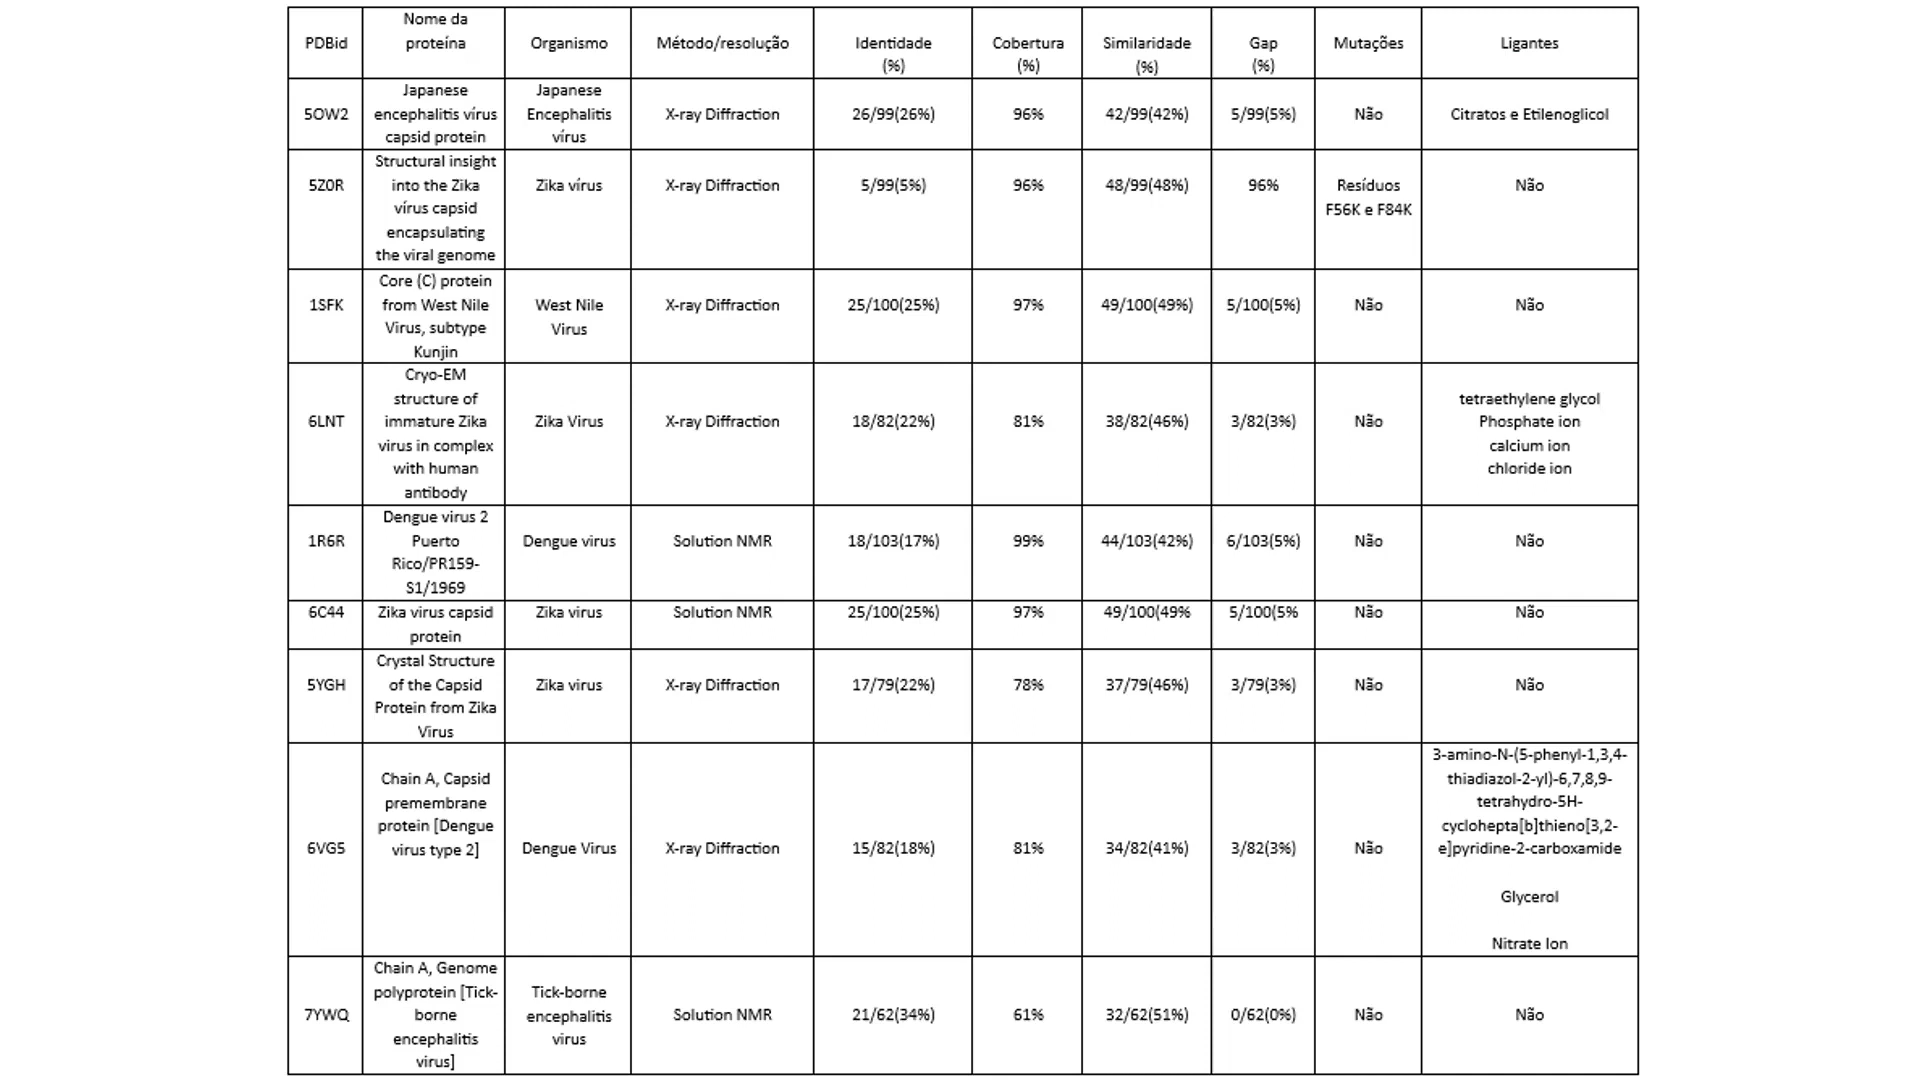 PDBid
Nome da
proteína
Organismo
Método/resolução
Identidade
(%)
Cobertura
(%)
Similaridade
(%)
Gap
(%)
Mutações
Ligantes
5OW2
Japanese
encephalitis vírus
capsid protein
Japanese
Encephalitis
vírus
X-ray Diffraction
26/99(26%)
96%
42/99(42%)
5/99(5%)
Não
Citratos e Etilenoglicol
5Z0R
Structural insight
into the Zika
vírus capsid
encapsulating
the viral genome
Zika vírus
X-ray Diffraction
5/99(5%)
96%
48/99(48%)
96%
Resíduos
F56K e F84K
Não
1SFK
Core (C) protein
from West Nile
Virus, subtype
Kunjin
West Nile
Virus
X-ray Diffraction
25/100(25%)
97%
49/100(49%)
5/100(5%)
Não
Não
6LNT
Cryo-EM
structure of
immature Zika
virus in complex
with human
antibody
Zika Virus
X-ray Diffraction
18/82(22%)
81%
38/82(46%)
3/82(3%)
Não
tetraethylene glycol
Phosphate ion
calcium ion
chloride ion
1R6R
Dengue virus 2
Puerto
Rico/PR159-
S1/1969
Dengue virus
Solution NMR
18/103(17%)
99%
44/103(42%)
6/103(5%)
Não
Não
6C44
Zika virus capsid
protein
Zika virus
Solution NMR
25/100(25%)
97%
49/100(49%
5/100(5%
Não
Não
5YGH
Crystal Structure
of the Capsid
Protein from Zika
Virus
Zika virus
X-ray Diffraction
17/79(22%)
78%
37/79(46%)
3/79(3%)
Não
Não
6VG5
Chain A, Capsid
premembrane
protein [Dengue
virus type 2]
Dengue Virus
X-ray Diffraction
15/82(18%)
81%
34/82(41%)
3/82(3%)
Não
3-amino-N-(5-phenyl-1,3,4-
thiadiazol-2-yl)-6,7,8,9-
tetrahydro-5H-
cyclohepta[b]thieno[3,2-
e]pyridine-2-carboxamide
Glycerol
Nitrate Ion
7YWQ
Chain A, Genome
polyprotein [Tick-
borne
encephalitis
virus]
Tick-borne
encephalitis
virus
Solution NMR
21/62(34%)
61%
32/62(51%)
0/62(0%)
Não
Não